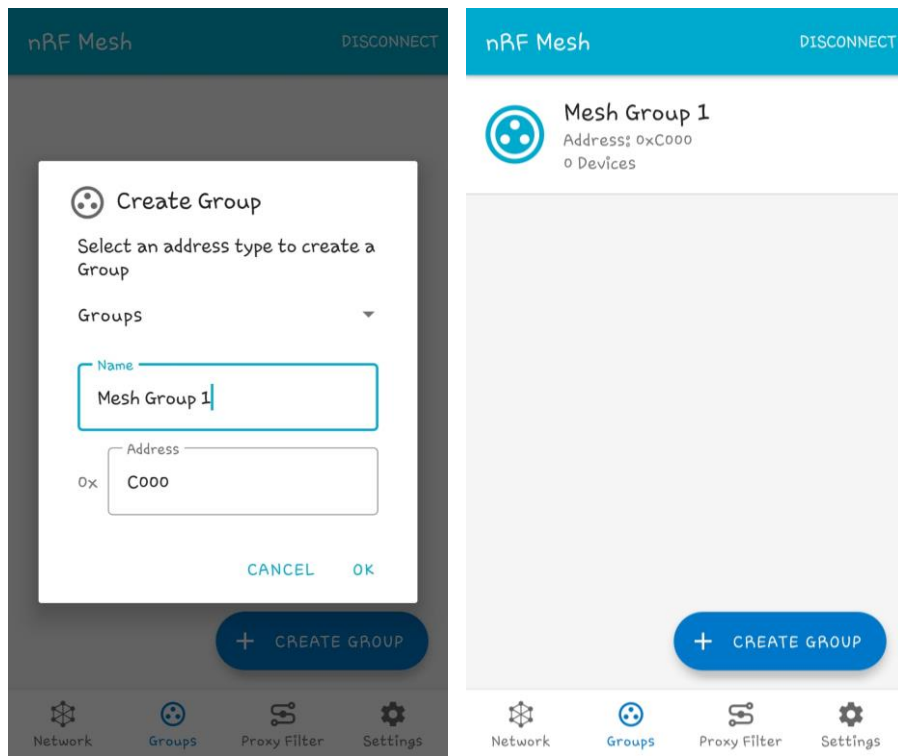 nRF Mesh
DISCONNECT
Create Group
Select an address type to create a
Group
Groups
Name
Mesh Group 1
Address
0x
C000
CANCEL
OK
+ CREATE GROUP
Network
Groups
Proxy Filter
Settings
nRF Mesh
DISCONNECT
Mesh Group 1
Address: 0xC000
0 Devices
+ CREATE GROUP
Network
Groups
Proxy Filter
Settings